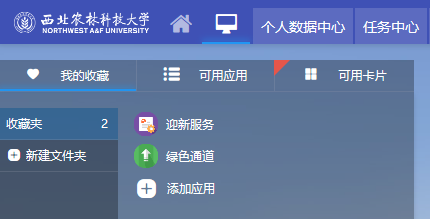 西北农林科技大学
NORTHWEST A&F UNIVERSITY
个人数据中心
任务中心
我的收藏
可用应用
可用卡片
收藏夹 2
新建文件夹
迎新服务
绿色通道
添加应用